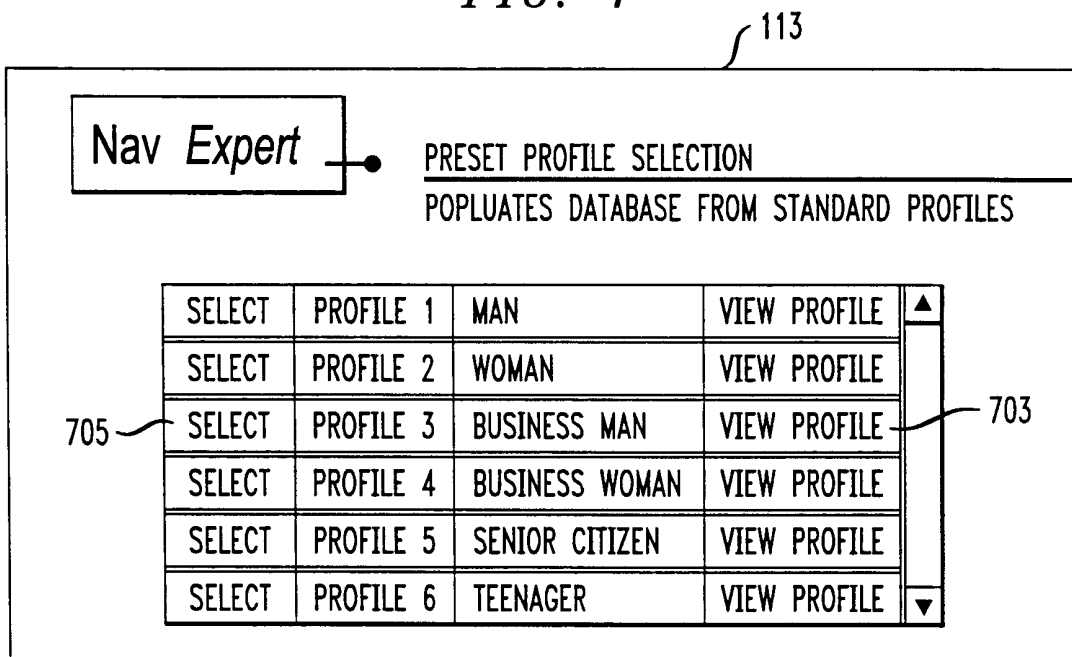 FIG. 7
113
Nav Expert
PRESET PROFILE SELECTION
POPLUATES DATABASE FROM STANDARD PROFILES
SELECT PROFILE 1 MAN VIEW PROFILE
SELECT PROFILE 2 WOMAN VIEW PROFILE
705 SELECT PROFILE 3 BUSINESS MAN VIEW PROFILE 703
SELECT PROFILE 4 BUSINESS WOMAN VIEW PROFILE
SELECT PROFILE 5 SENIOR CITIZEN VIEW PROFILE
SELECT PROFILE 6 TEENAGER VIEW PROFILE